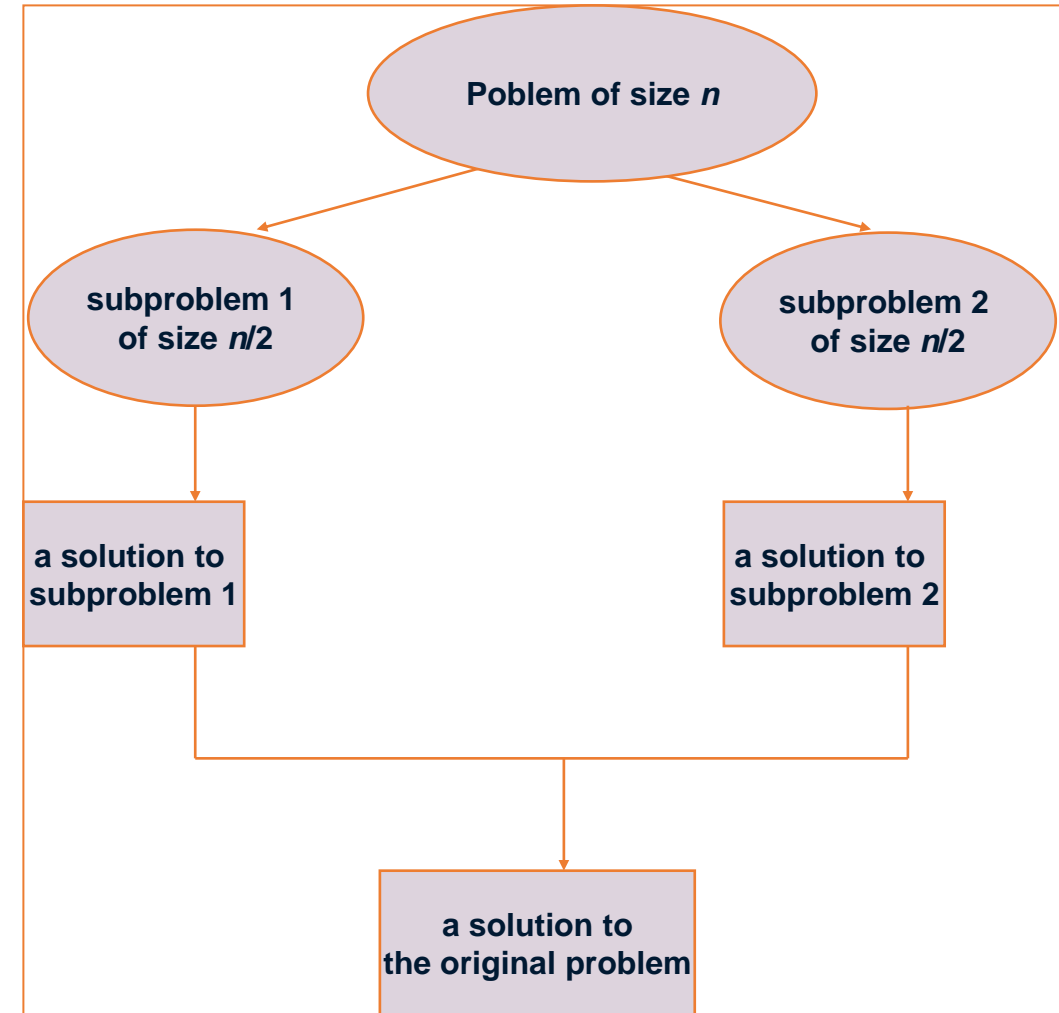 Poblem of size n
subproblem 1
of size n/2
subproblem 2
of size n/2
a solution to
subproblem 1
a solution to
subproblem 2
a solution to
the original problem